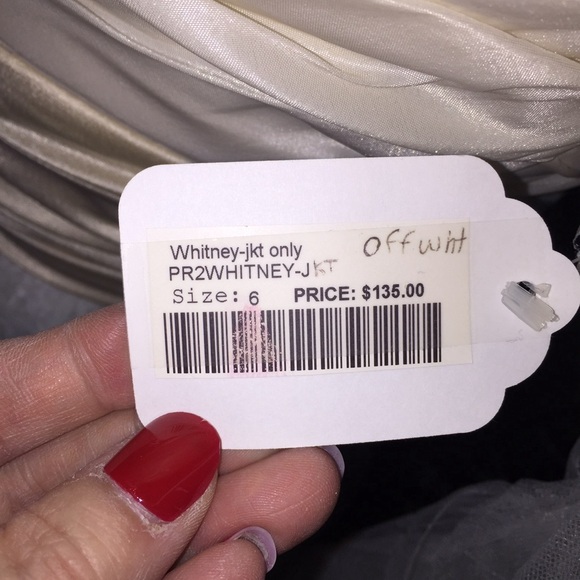 Whitney-jkt only Off wht
PR2WHITNEY-JKT
Size: 6 PRICE: $135.00